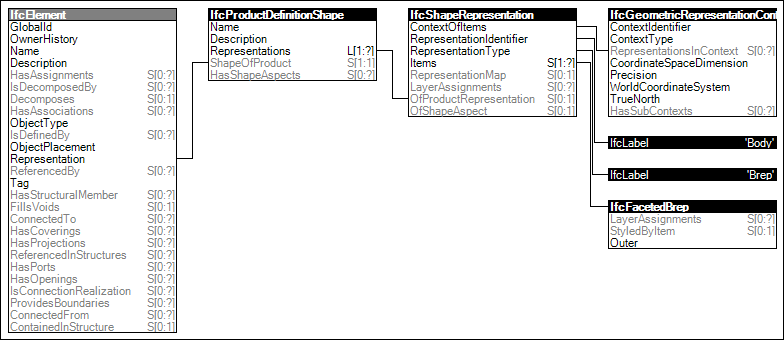 IfcElement
GlobalId
OwnerHistory
Name
Description
HasAssignments S[0:?]
IsDecomposedBy S[0:?]
Decomposes S[0:1]
HasAssociations S[0:?]
ObjectType
IsDefinedBy S[0:?]
ObjectPlacement
Representation
ReferencedBy S[0:?]
Tag
HasStructuralMember S[0:?]
FillsVoids S[0:1]
ConnectedTo S[0:?]
HasCoverings S[0:?]
HasProjections S[0:?]
ReferencedInStructures S[0:?]
HasPorts S[0:?]
HasOpenings S[0:?]
IsConnectionRealization S[0:?]
ProvidesBoundaries S[0:?]
ConnectedFrom S[0:?]
ContainedInStructure S[0:1]
IfcProductDefinitionShape
Name
Description
Representations L[1:?]
ShapeOfProduct S[1:1]
HasShapeAspects S[0:?]
IfcShapeRepresentation
ContextOfItems
RepresentationIdentifier
RepresentationType
Items S[1:?]
RepresentationMap S[0:1]
LayerAssignments S[0:?]
OfProductRepresentation S[0:1]
OfShapeAspect S[0:1]
IfcGeometricRepresentationCont
ContextIdentifier
ContextType
RepresentationsInContext S[0:?]
CoordinateSpaceDimension
Precision
WorldCoordinateSystem
TrueNorth
HasSubContexts S[0:?]
IfcLabel 'Body'
IfcLabel 'Brep'
IfcFacetedBrep
LayerAssignments S[0:?]
StyledByItem S[0:1]
Outer